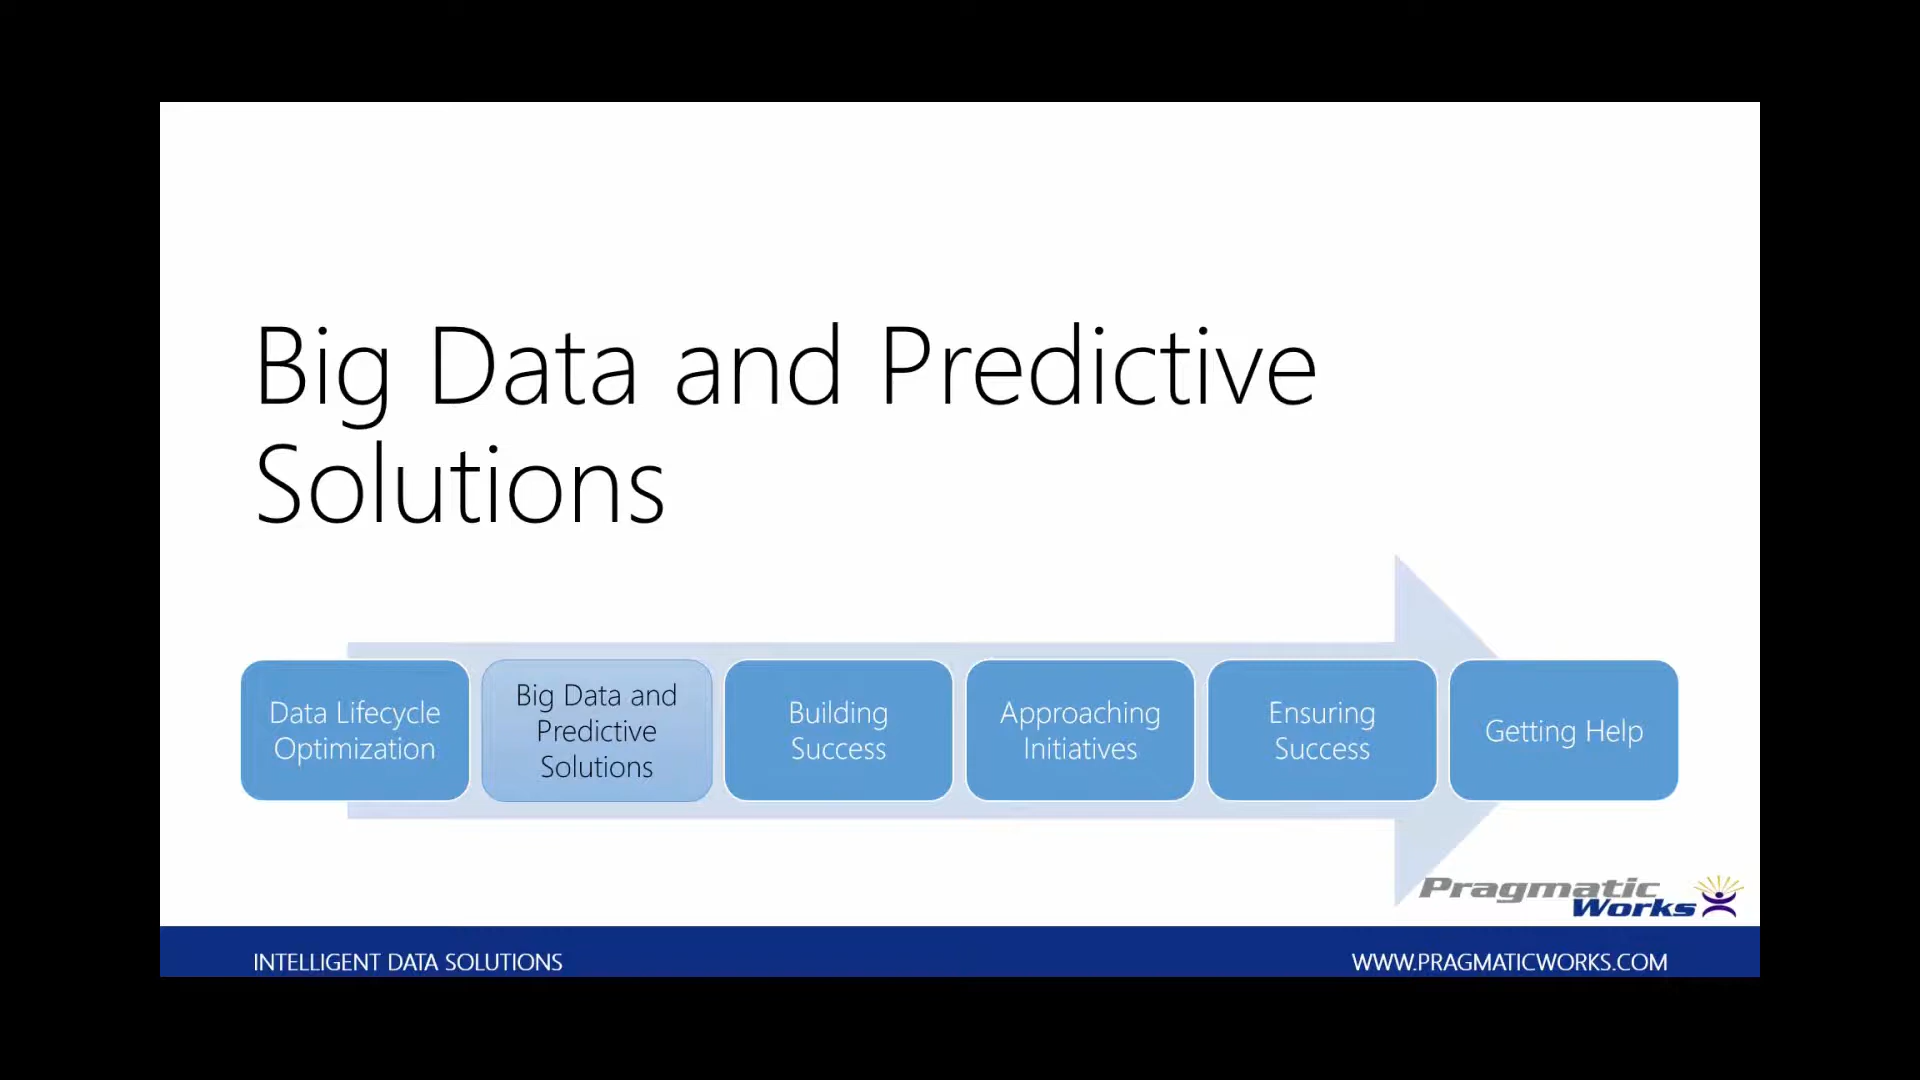 Big Data and Predictive
Solutions
Data Lifecycle
Optimization
Big Data and
Predictive
Solutions
Building
Success
Approaching
Initiatives
Ensuring
Success
Getting Help
Pragmatic
Works
INTELLIGENT DATA SOLUTIONS
WWW.PRAGMATICWORKS.COM